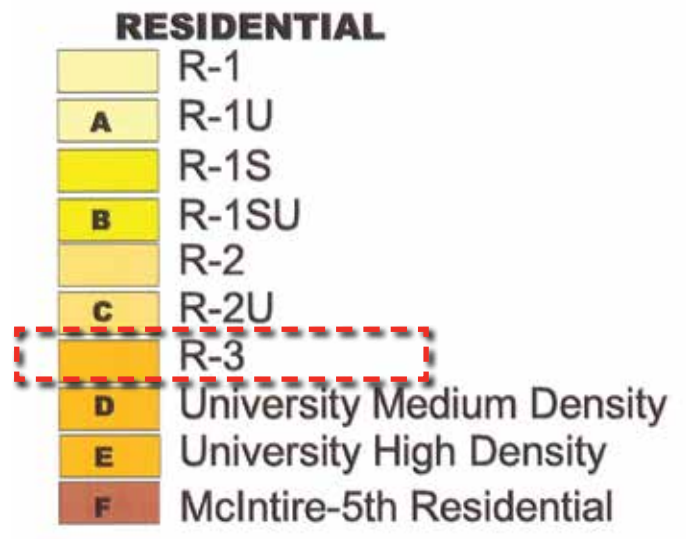 RESIDENTIAL
R-1
A R-1U
R-1S
B R-1SU
R-2
C R-2U
R-3
D University Medium Density
E University High Density
F McIntire-5th Residential